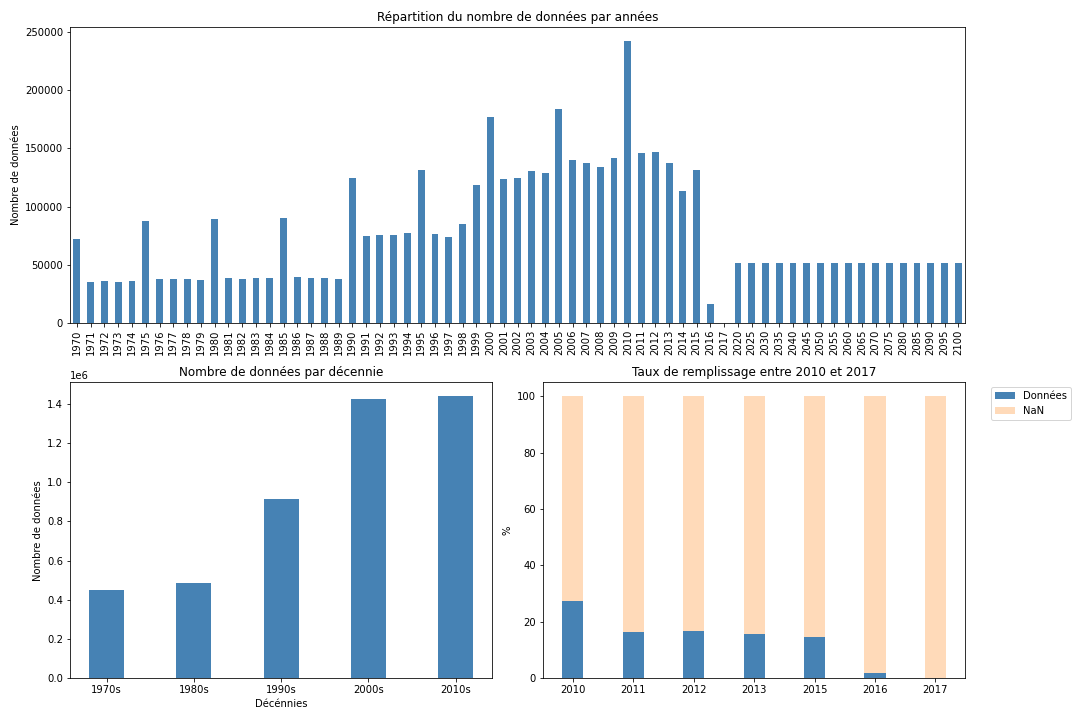 Répartition du nombre de données par années
Nombre de données
250000
200000
150000
100000
50000
0
1970 1971 1972 1973 1974 1975 1976 1977 1978 1979 1980 1981 1982 1983 1984 1985 1986 1987 1988 1989 1990 1991 1992 1993 1994 1995 1996 1997 1998 1999 2000 2001 2002 2003 2004 2005 2006 2007 2008 2009 2010 2011 2012 2013 2014 2015 2016 2017 2020 2025 2030 2035 2040 2045 2050 2055 2060 2065 2070 2075 2080 2085 2090 2095 2100
Nombre de données par décennie
1e6
Nombre de données
1.4
1.2
1.0
0.8
0.6
0.4
0.2
0.0
1970s 1980s 1990s 2000s 2010s
Décénnies
Taux de remplissage entre 2010 et 2017
%
100
80
60
40
20
0
2010 2011 2012 2013 2015 2016 2017
Données
NaN